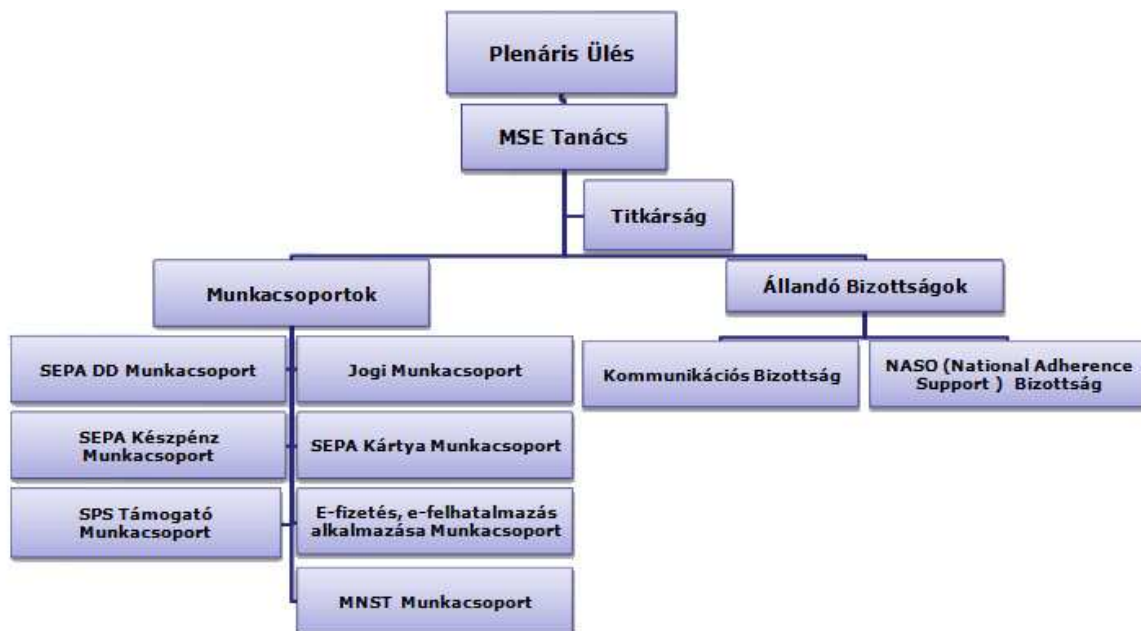 Plenáris Ülés
MSE Tanács
Titkárság
Munkacsoportok
Állandó Bizottságok
SEPA DD Munkacsoport
Jogi Munkacsoport
Kommunikációs Bizottság
NASO (National Adherence
Support ) Bizottság
SEPA Készpénz
Munkacsoport
SEPA Kártya Munkacsoport
SPS Támogató
Munkacsoport
E-fizetés, e-felhatalmazás
alkalmazása Munkacsoport
MNST Munkacsoport